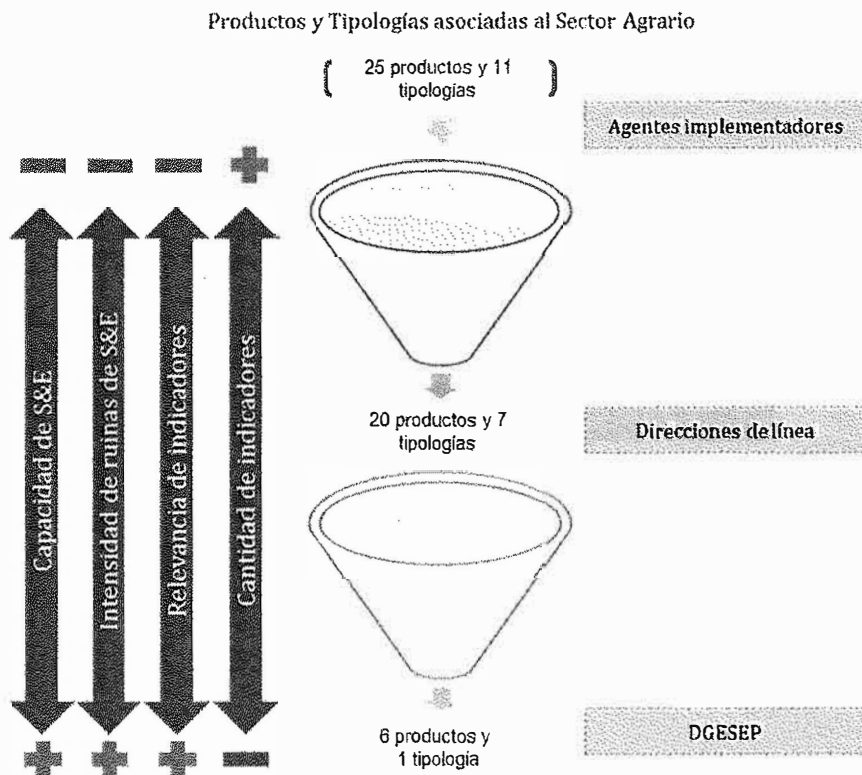 Productos y Tipologías asociadas al Sector Agrario
25 productos y 11
tipologías
Agentes implementadores
Capacidad de S&E
Intensidad de ruinas de S&E
Relevancia de indicadores
Cantidad de indicadores
20 productos y 7
tipologías
Direcciones de línea
6 productos y
1 tipología
DGESEP